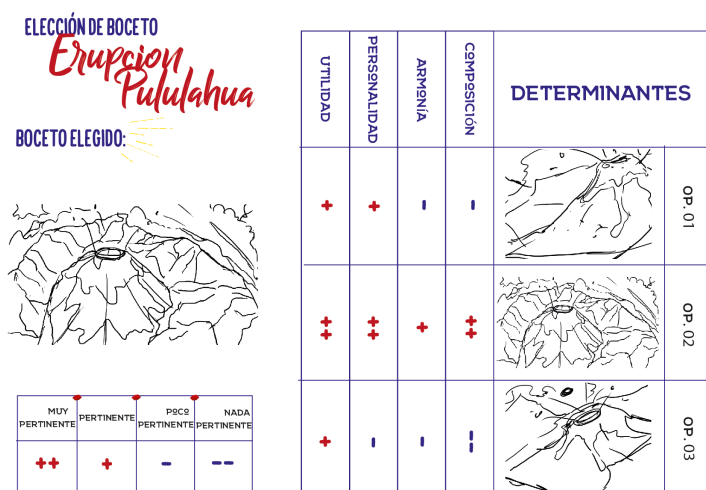 ELECCIÓN DE BOCETO
Erupcion
Pululahua
BOCETO ELEGIDO:
MUY PERTINENTE
PERTINENTE
POCO PERTINENTE
NADA PERTINENTE
++
+
-
--
UTILIDAD
PERSONALIDAD
ARMONÍA
COMPOSICIÓN
DETERMINANTES
+
+
-
-
OP. 01
++
++
+
++
OP. 02
+
-
-
--
OP. 03